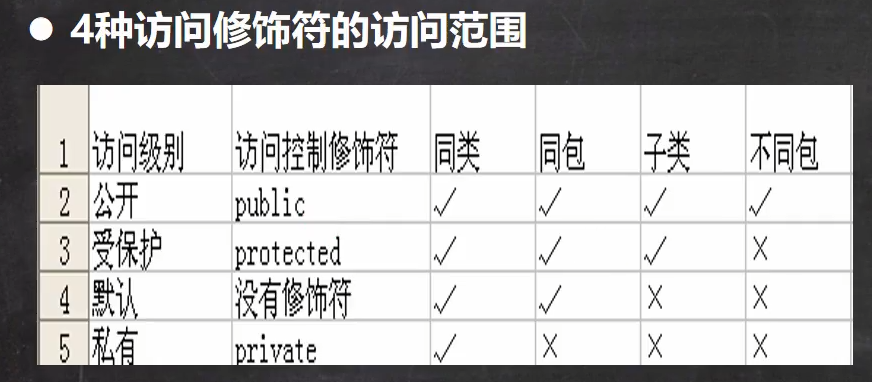 ● 4种访问修饰符的访问范围
1 访问级别 访问控制修饰符 同类 同包 子类 不同包
2 公开 public √ √ √ √
3 受保护 protected √ √ √ ×
4 默认 没有修饰符 √ √ × ×
5 私有 private √ × × ×